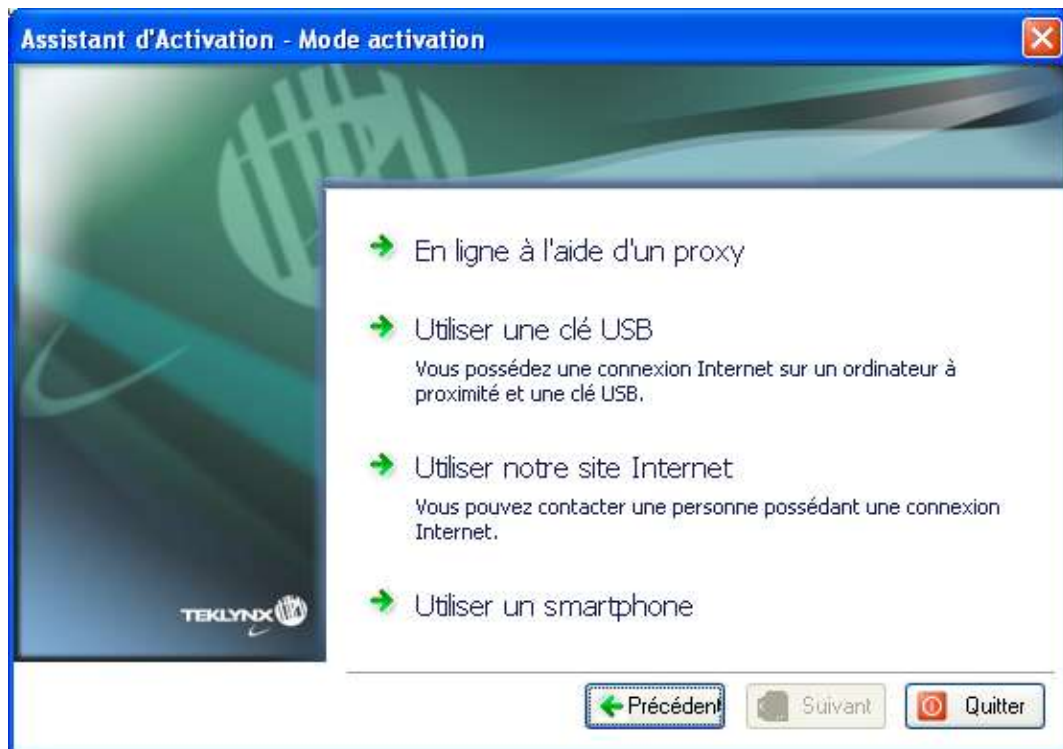 Assistant d'Activation - Mode activation
En ligne à l'aide d'un proxy
Utiliser une clé USB
Vous possédez une connexion Internet sur un ordinateur à
proximité et une clé USB.
Utiliser notre site Internet
Vous pouvez contacter une personne possédant une connexion
Internet.
TEKLYNX
Utiliser un smartphone
Précédent
Suivant
Quitter